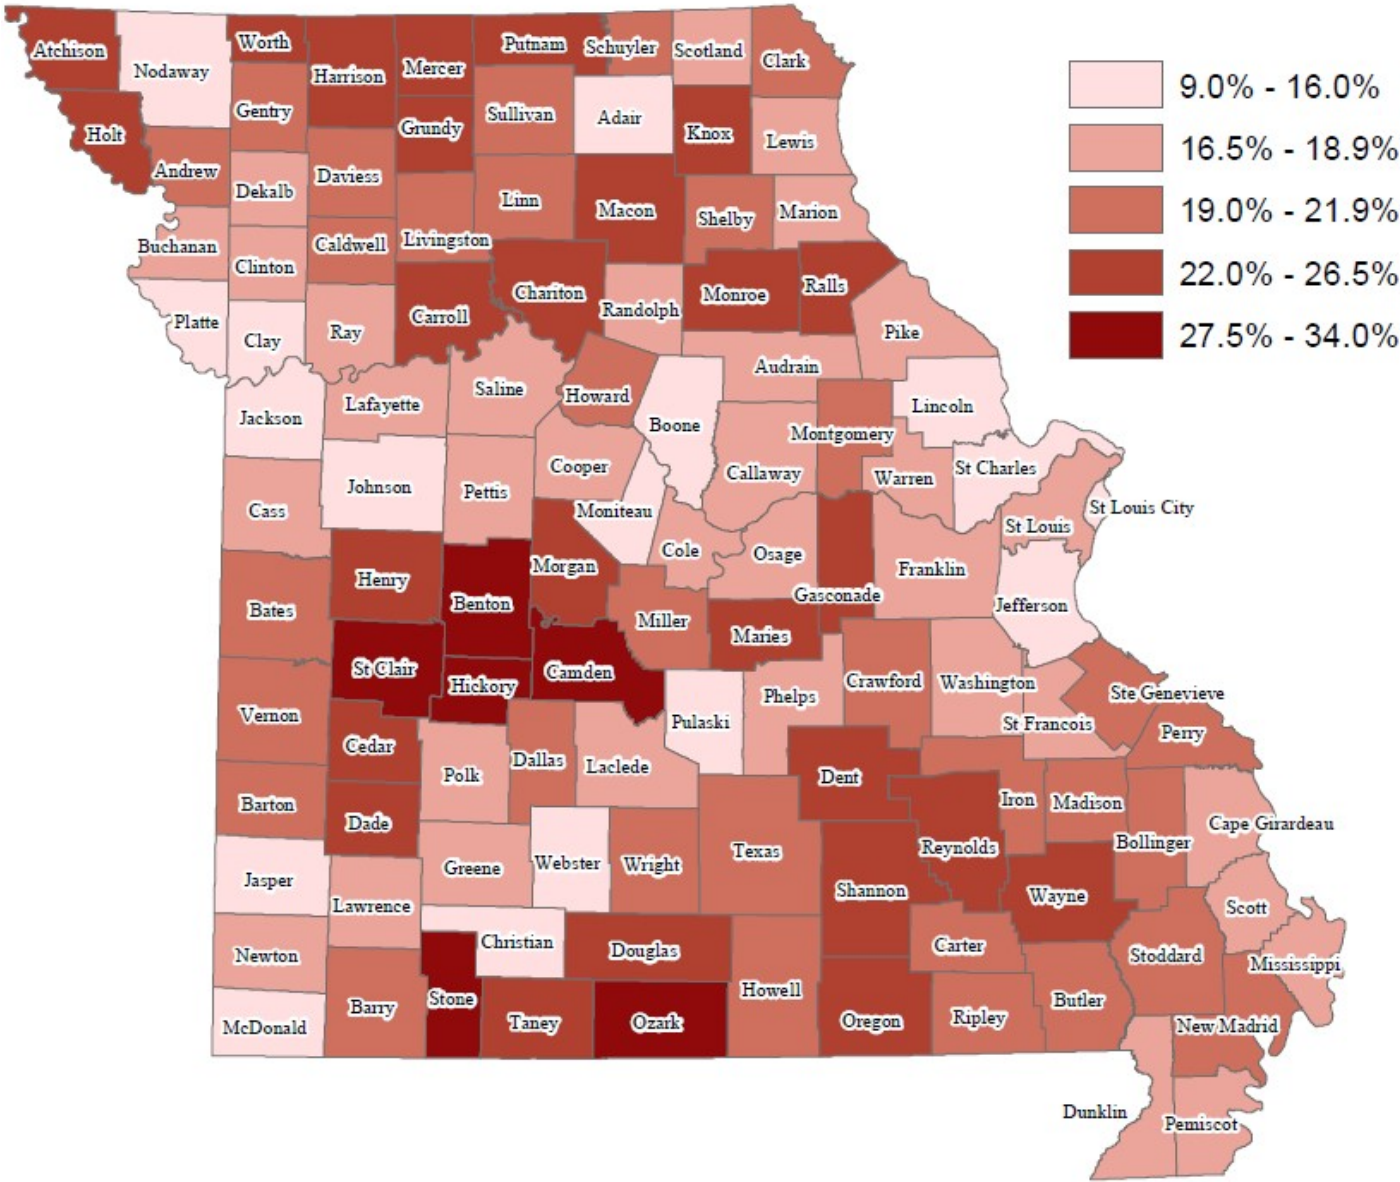 Atchison
Nodaway
Worth
Harrison
Mercer
Putnam
Schuyler
Scotland
Clark
9.0% - 16.0%
16.5% - 18.9%
19.0% - 21.9%
22.0% - 26.5%
27.5% - 34.0%
Holt
Gentry
Grundy
Sullivan
Adair
Knox
Lewis
Andrew
Dekalb
Daviess
Linn
Macon
Shelby
Marion
Buchanan
Clinton
Caldwell
Livingston
Platte
Clay
Ray
Carroll
Chariton
Randolph
Monroe
Ralls
Pike
Audrain
Jackson
Lafayette
Saline
Howard
Boone
Lincoln
Montgomery
Callaway
Warren
St Charles
Cass
Johnson
Pettis
Cooper
Moniteau
St Louis City
St Louis
Cole
Osage
Gasconade
Franklin
Jefferson
Bates
Henry
Benton
Morgan
Miller
Maries
St Clair
Hickory
Camden
Pulaski
Phelps
Crawford
Washington
St Francois
Ste Genevieve
Perry
Vernon
Cedar
Polk
Dallas
Laclede
Dent
Iron
Madison
Barton
Dade
Greene
Webster
Wright
Texas
Shannon
Reynolds
Wayne
Bollinger
Cape Girardeau
Jasper
Lawrence
Christian
Douglas
Carter
Stoddard
Scott
Mississippi
Newton
McDonald
Barry
Stone
Taney
Ozark
Howell
Oregon
Ripley
Butler
New Madrid
Dunklin
Pemiscot